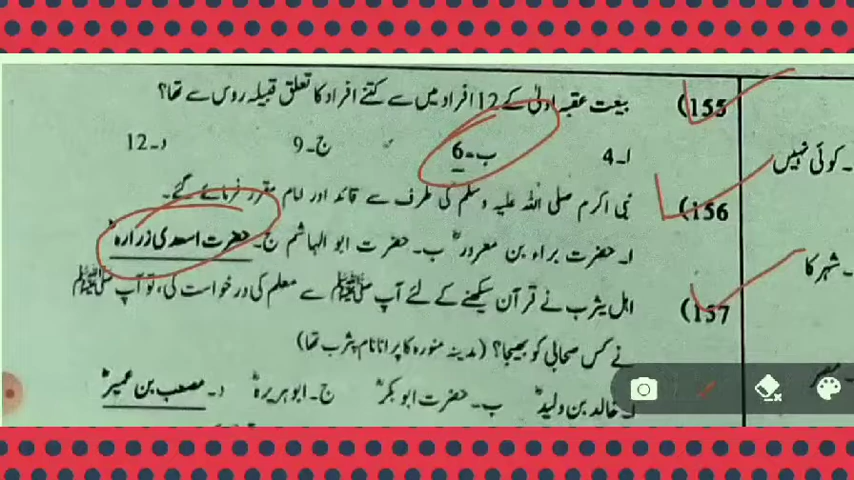 155) بیعت عقبہ اولیٰ کے 12 افراد میں سے کتنے افراد کا تعلق قبیلہ روس سے تھا؟
ا۔4 ب۔6 ج۔9 د۔12
156) نبی اکرم صلی اللہ علیہ وسلم کی طرف سے قائد اور امام مقرر فرمائے گئے۔
ا۔ حضرت براء بن معرورؓ ب۔ حضرت ابو الہاشم ج۔ حضرت اسعدی زرارہؓ
157) اہل یثرب نے قرآن سیکھنے کے لئے آپ ﷺ سے معلم کی درخواست کی، تو آپ ﷺ
نے کس صحابی کو بھیجا؟ (مدینہ منورہ کا پرانا نام یثرب تھا)
ا۔ خالد بن ولیدؓ ب۔ حضرت ابو بکرؓ ج۔ ابو ہریرہؓ د۔ مصعب بن عمیرؓ
۔ کوئی نہیں
۔ شہر کا